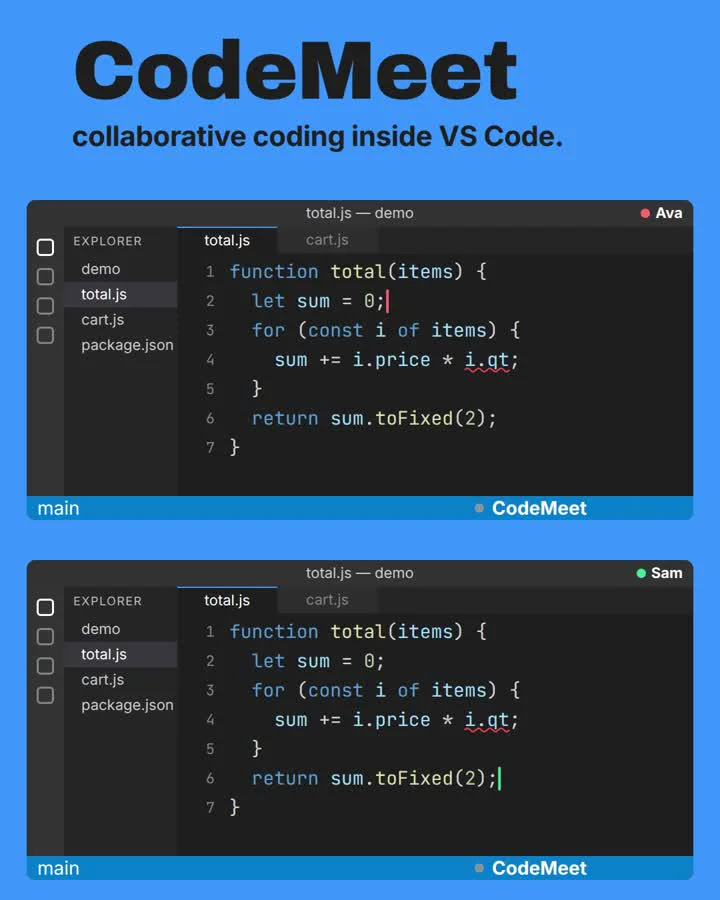 CodeMeet
collaborative coding inside VS Code.
total.js — demo
Ava
EXPLORER
demo
total.js
cart.js
package.json
total.js
cart.js
1 function total(items) {
2 let sum = 0;
3 for (const i of items) {
4 sum += i.price * i.qt;
5 }
6 return sum.toFixed(2);
7 }
main
CodeMeet
total.js — demo
Sam
EXPLORER
demo
total.js
cart.js
package.json
total.js
cart.js
1 function total(items) {
2 let sum = 0;
3 for (const i of items) {
4 sum += i.price * i.qt;
5 }
6 return sum.toFixed(2);
7 }
main
CodeMeet